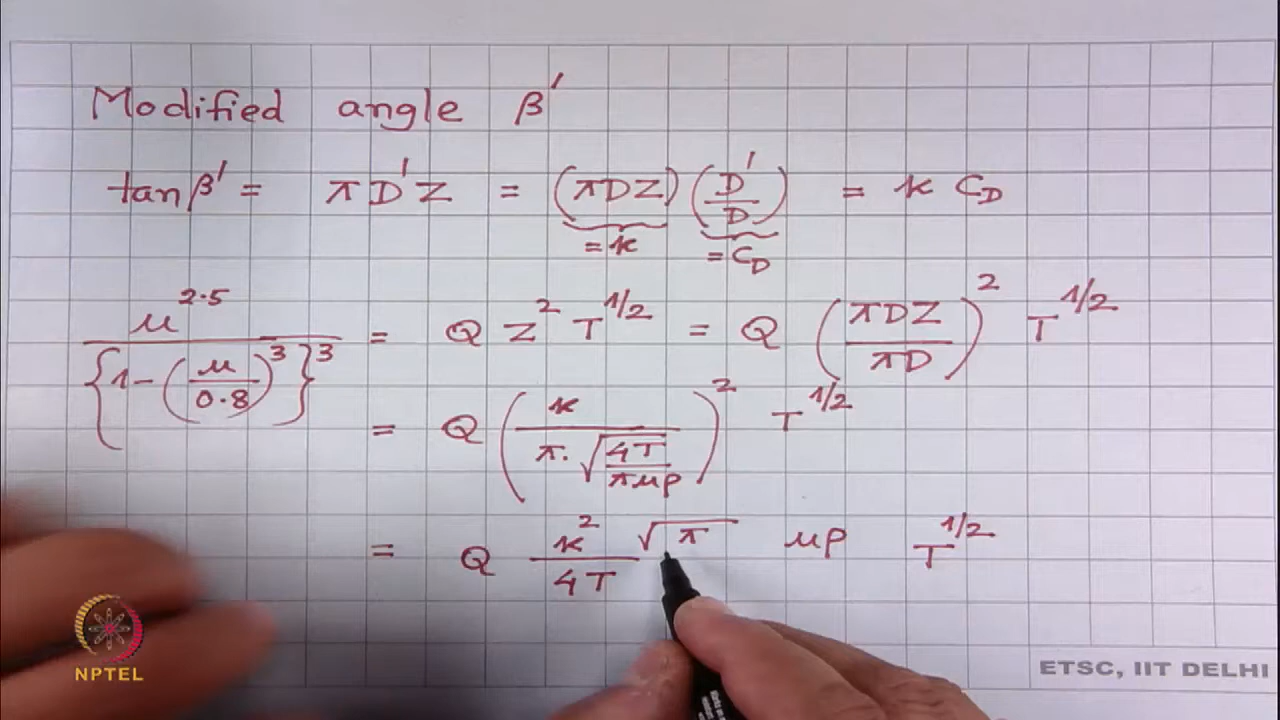 Modified angle β'
tan β' = πD'Z = (πDZ) (D'/D) = κ C_D
= κ = C_D
μ^2.5 / {1 - (μ/0.8)^3}^3 = Q Z^2 T^1/2 = Q (πDZ/πD)^2 T^1/2
= Q (κ / π·√(4T/πμρ))^2 T^1/2
= Q κ^2/4T √π μρ T^1/2
NPTEL
ETSC, IIT DELHI